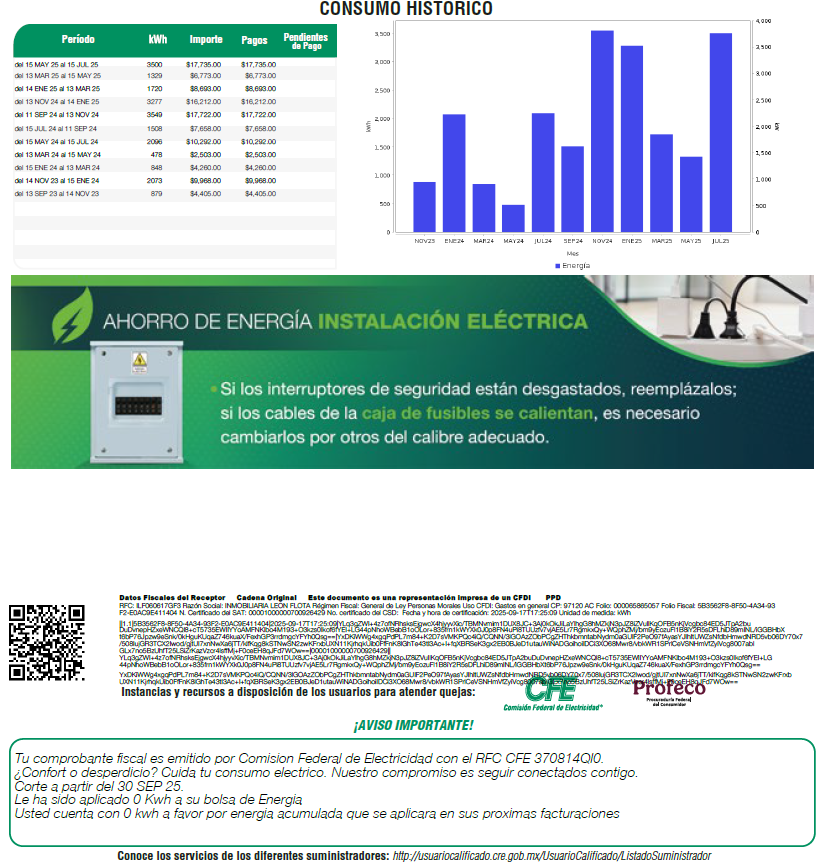 CONSUMO HISTÓRICO
Período kWh Importe Pagos Pendientes de Pago
del 15 MAY 25 al 15 JUL 25 3500 $17,735.00 $17,735.00
del 13 MAR 25 al 15 MAY 25 1329 $6,773.00 $6,773.00
del 14 ENE 25 al 13 MAR 25 1720 $8,693.00 $8,693.00
del 13 NOV 24 al 14 ENE 25 3277 $16,212.00 $16,212.00
del 11 SEP 24 al 13 NOV 24 3549 $17,722.00 $17,722.00
del 15 JUL 24 al 11 SEP 24 1508 $7,658.00 $7,658.00
del 15 MAY 24 al 15 JUL 24 2096 $10,292.00 $10,292.00
del 13 MAR 24 al 15 MAY 24 478 $2,503.00 $2,503.00
del 15 ENE 24 al 13 MAR 24 848 $4,260.00 $4,260.00
del 14 NOV 23 al 15 ENE 24 2073 $9,968.00 $9,968.00
del 13 SEP 23 al 14 NOV 23 879 $4,405.00 $4,405.00
3,500
3,000
2,500
2,000
1,500
1,000
500
0
kWh
4,000
3,500
3,000
2,500
2,000
1,500
1,000
500
0
NOV23 ENE24 MAR24 MAY24 JUL24 SEP24 NOV24 ENE25 MAR25 MAY25 JUL25
Mes
Energía
AHORRO DE ENERGÍA INSTALACIÓN ELÉCTRICA
• Si los interruptores de seguridad están desgastados, reemplázalos;
si los cables de la caja de fusibles se calientan, es necesario
cambiarlos por otros del calibre adecuado.
Datos Fiscales del Receptor Cadena Original Este documento es una representación impresa de un CFDI PPD
RFC: ILF060617GF3 Razón Social: INMOBILIARIA LEON FLOTA Régimen Fiscal: General de Ley Personas Morales Uso CFDI: Gastos en general CP: 97120 AC Folio: 000065865057 Folio Fiscal: 5B3562F8-8F50-4A34-93
F2-E0AC9E411404 N. Certificado del SAT: 00001000000700926429 No. certificado del CSD: Fecha y hora de certificación: 2025-09-17T17:25:09 Unidad de medida: kWh
Instancias y recursos a disposición de los usuarios para atender quejas:
CFE
Comisión Federal de Electricidad®
Profeco
Procuraduría Federal
del Consumidor
¡AVISO IMPORTANTE!
Tu comprobante fiscal es emitido por Comision Federal de Electricidad con el RFC CFE 370814QI0.
¿Confort o desperdicio? Cuida tu consumo electrico. Nuestro compromiso es seguir conectados contigo.
Corte a partir del 30 SEP 25.
Le ha sido aplicado 0 Kwh a su bolsa de Energia
Usted cuenta con 0 kwh a favor por energia acumulada que se aplicara en sus proximas facturaciones
Conoce los servicios de los diferentes suministradores: http://usuariocalificado.cre.gob.mx/UsuarioCalificado/ListadoSuministrador